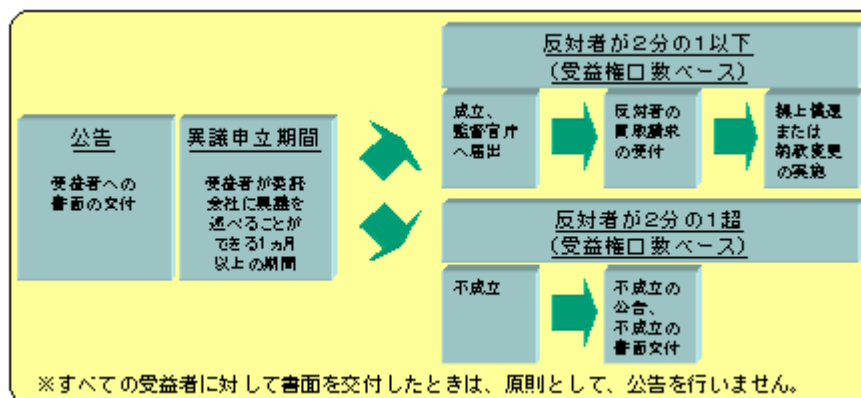 公告
受益者への
書面の交付
異議申立期間
受益者が委託
会社に異議を
述べることが
できる1ヵ月
以上の期間
反対者が2分の1以下
(受益権口数ベース)
成立、
監督官庁
へ届出
反対者の
買取請求
の受付
繰上償還
または
約款変更
の実施
反対者が2分の1超
(受益権口数ベース)
不成立
不成立の
公告、
不成立の
書面交付
※すべての受益者に対して書面を交付したときは、原則として、公告を行いません。